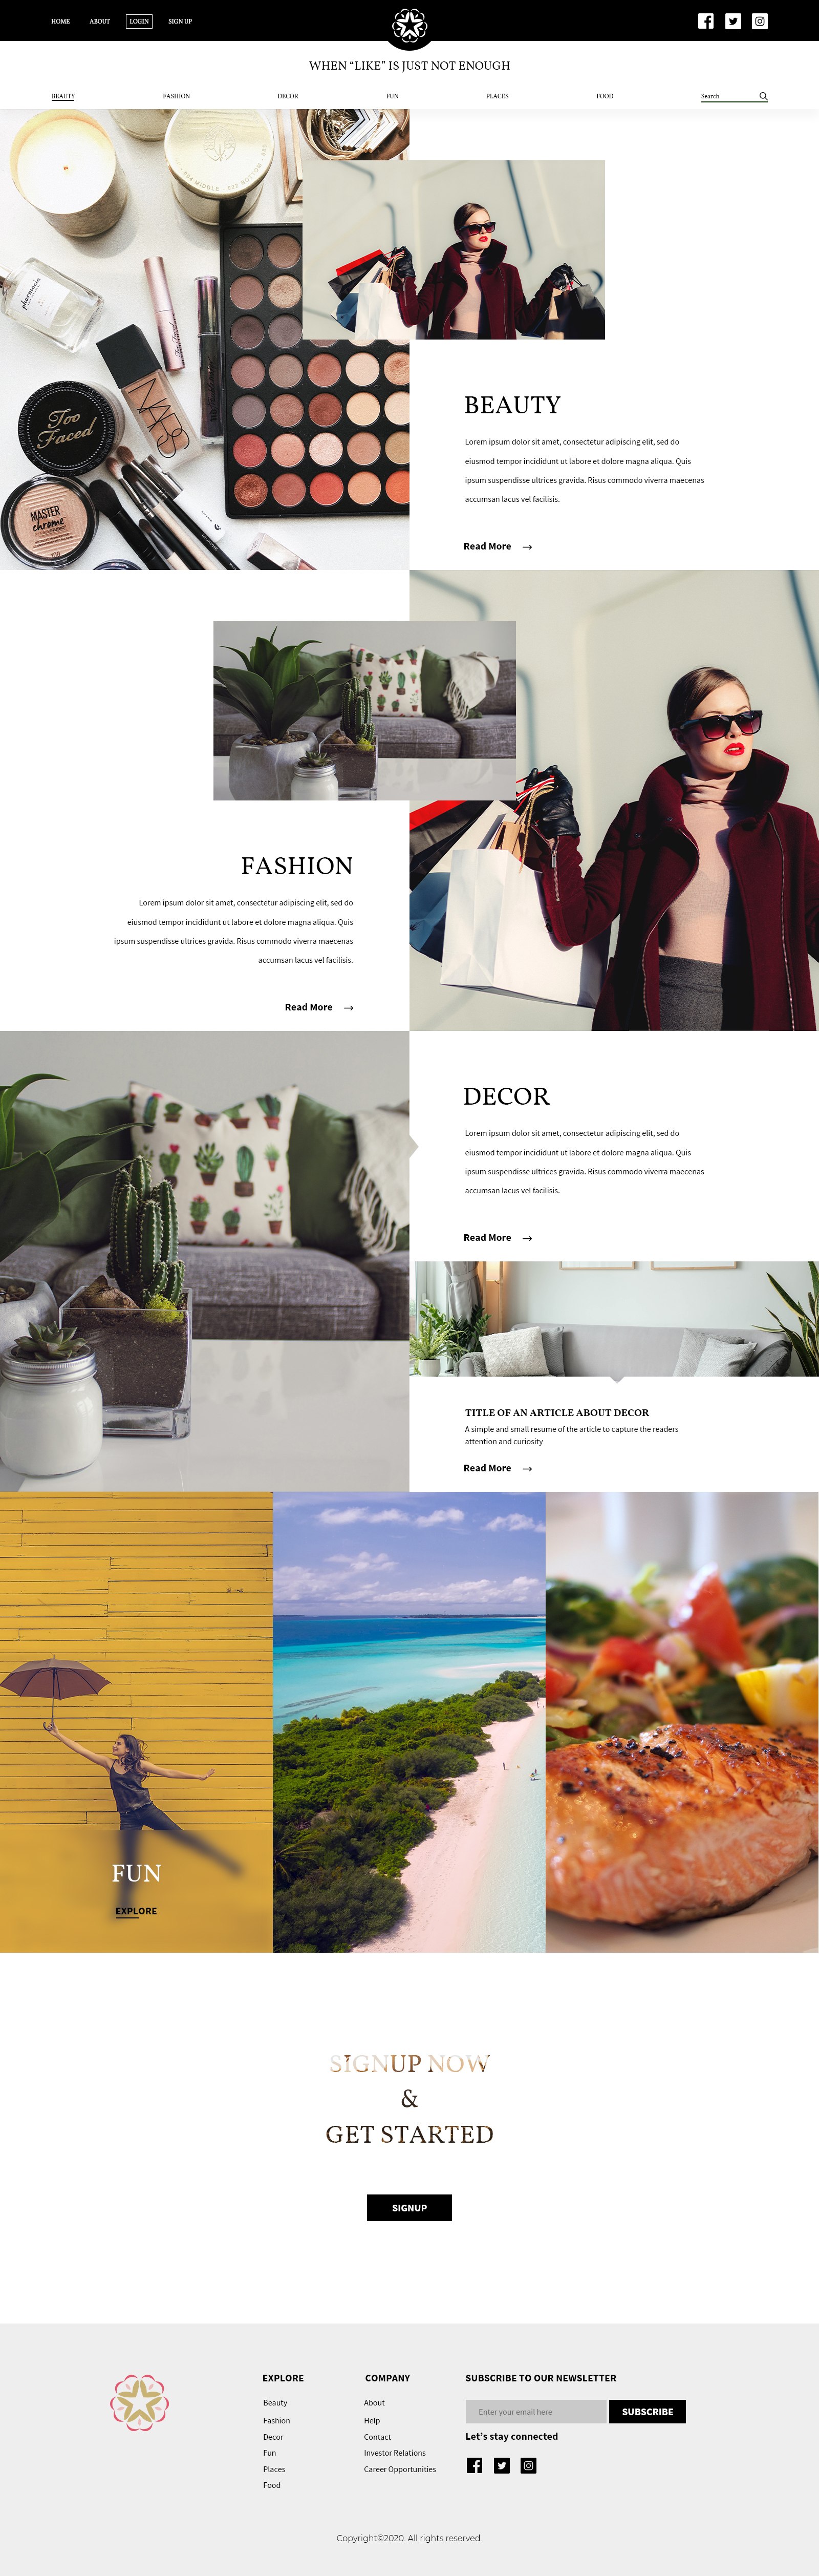 HOME
ABOUT
LOGIN
SIGN UP
WHEN “LIKE” IS JUST NOT ENOUGH
BEAUTY
FASHION
DECOR
FUN
PLACES
FOOD
Search
pharmacia
NARS
Too
Faced
MASTER
chrome
BEAUTY
Lorem ipsum dolor sit amet, consectetur adipiscing elit, sed do
eiusmod tempor incididunt ut labore et dolore magna aliqua. Quis
ipsum suspendisse ultrices gravida. Risus commodo viverra maecenas
accumsan lacus vel facilisis.
Read More
FASHION
Lorem ipsum dolor sit amet, consectetur adipiscing elit, sed do
eiusmod tempor incididunt ut labore et dolore magna aliqua. Quis
ipsum suspendisse ultrices gravida. Risus commodo viverra maecenas
accumsan lacus vel facilisis.
Read More
DECOR
Lorem ipsum dolor sit amet, consectetur adipiscing elit, sed do
eiusmod tempor incididunt ut labore et dolore magna aliqua. Quis
ipsum suspendisse ultrices gravida. Risus commodo viverra maecenas
accumsan lacus vel facilisis.
Read More
TITLE OF AN ARTICLE ABOUT DECOR
A simple and small resume of the article to capture the readers
attention and curiosity
Read More
FUN
EXPLORE
SIGNUP NOW
&
GET STARTED
SIGNUP
EXPLORE
Beauty
Fashion
Decor
Fun
Places
Food
COMPANY
About
Help
Contact
Investor Relations
Career Opportunities
SUBSCRIBE TO OUR NEWSLETTER
Enter your email here
SUBSCRIBE
Let’s stay connected
Copyright©2020. All rights reserved.